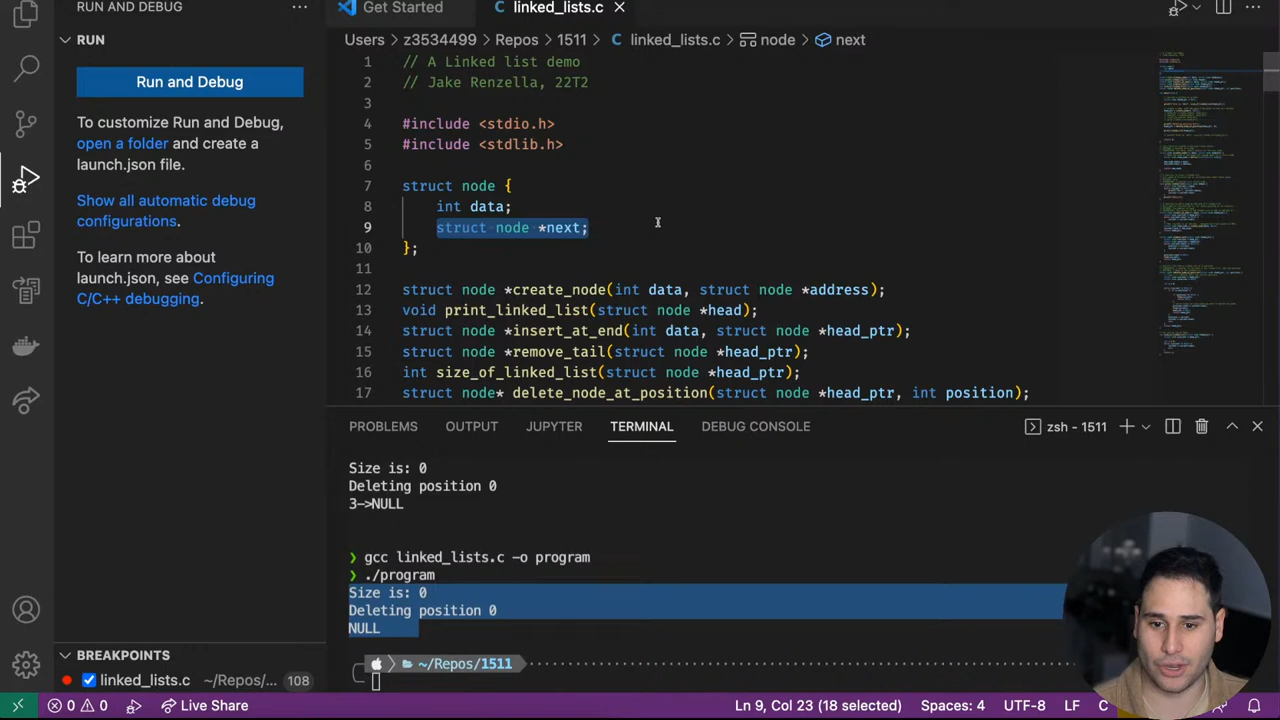 RUN AND DEBUG
RUN
Run and Debug
To customize Run and Debug,
open a folder and create a
launch.json file.
Show all automatic debug
configurations.
To learn more about
launch.json, see Configuring
C/C++ debugging.
BREAKPOINTS
linked_lists.c ~/Repos/... 108
Get Started linked_lists.c
Users > z3534499 > Repos > 1511 > C linked_lists.c > node > next
1 // A Linked list demo
2 // Jake Renzella, 22T2
3
4 #include <stdio.h>
5 #include <stdlib.h>
6
7 struct node {
8 int data;
9 struct node *next;
10 };
11
12 struct node *create_node(int data, struct node *address);
13 void print_linked_list(struct node *head);
14 struct node *insert_at_end(int data, struct node *head_ptr);
15 struct node *remove_tail(struct node *head_ptr);
16 int size_of_linked_list(struct node *head_ptr);
17 struct node* delete_node_at_position(struct node *head_ptr, int position);
PROBLEMS OUTPUT JUPYTER TERMINAL DEBUG CONSOLE
zsh - 1511
Size is: 0
Deleting position 0
3->NULL
❯ gcc linked_lists.c -o program
❯ ./program
Size is: 0
Deleting position 0
NULL
~/Repos/1511
0 0 Live Share Ln 9, Col 23 (18 selected) Spaces: 4 UTF-8 LF C